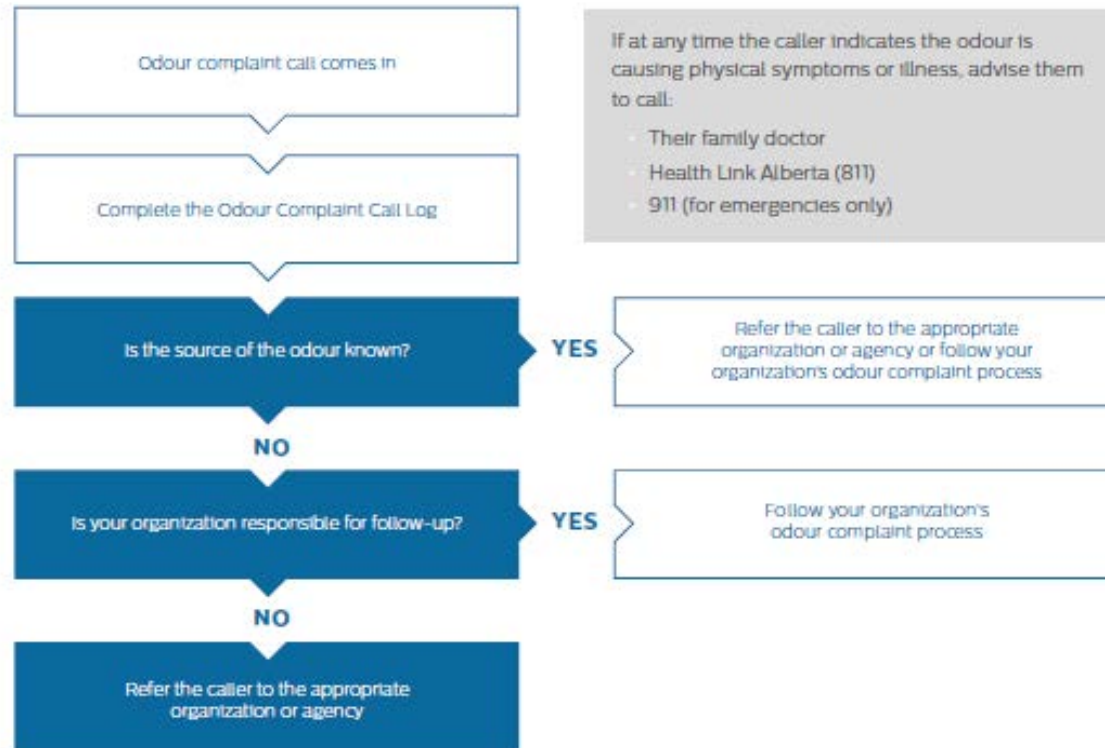 Odour complaint call comes in
If at any time the caller indicates the odour is
causing physical symptoms or illness, advise them
to call:
Their family doctor
Health Link Alberta (811)
911 (for emergencies only)
Complete the Odour Complaint Call Log
Is the source of the odour known?
YES
Refer the caller to the appropriate
organization or agency or follow your
organization's odour complaint process
NO
Is your organization responsible for follow-up?
YES
Follow your organization's
odour complaint process
NO
Refer the caller to the appropriate
organization or agency